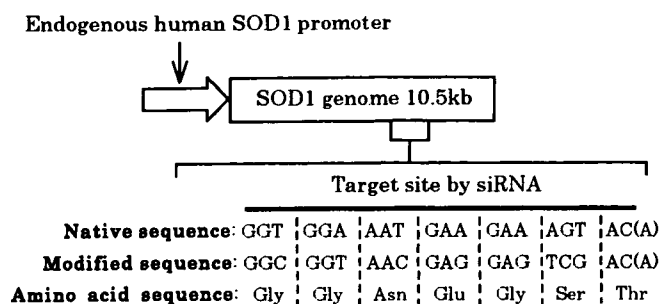 Endogenous human SOD1 promoter
SOD1 genome 10.5kb
Target site by siRNA
Native sequence: GGT GGA AAT GAA GAA AGT AC(A)
Modified sequence: GGC GGT AAC GAG GAG TCG AC(A)
Amino acid sequence: Gly Gly Asn Glu Gly Ser Thr